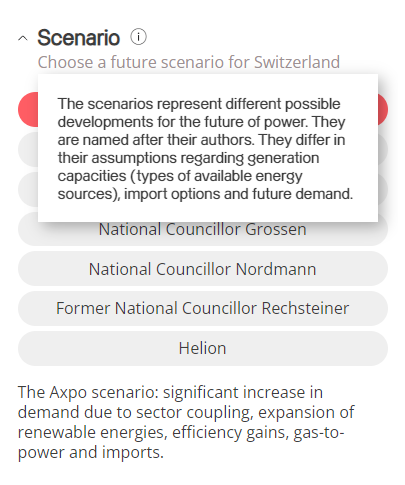 Scenario
Choose a future scenario for Switzerland
The scenarios represent different possible
developments for the future of power. They
are named after their authors. They differ in
their assumptions regarding generation
capacities (types of available energy
sources), import options and future demand.
National Councillor Grossen
National Councillor Nordmann
Former National Councillor Rechsteiner
Helion
The Axpo scenario: significant increase in
demand due to sector coupling, expansion of
renewable energies, efficiency gains, gas-to-
power and imports.